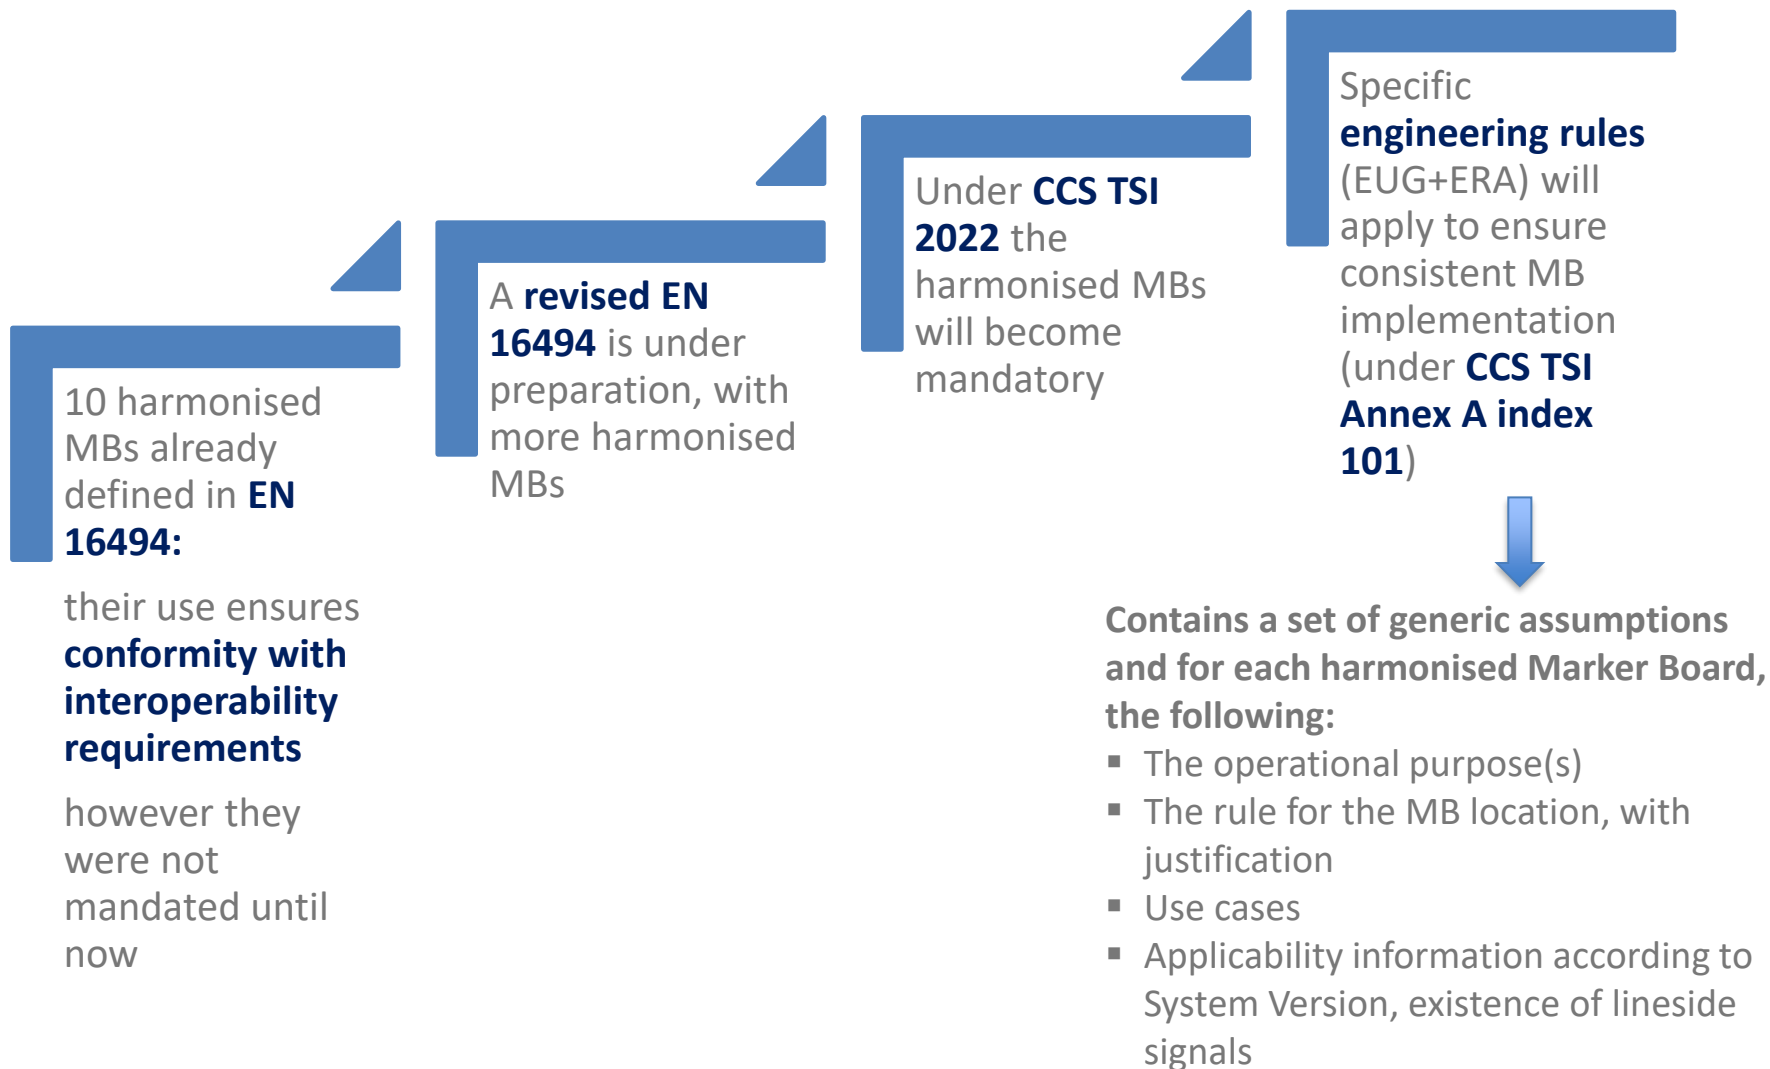 10 harmonised
MBs already
defined in EN
16494:
their use ensures
conformity with
interoperability
requirements
however they
were not
mandated until
now
A revised EN
16494 is under
preparation, with
more harmonised
MBs
Under CCS TSI
2022 the
harmonised MBs
will become
mandatory
Specific
engineering rules
(EUG+ERA) will
apply to ensure
consistent MB
implementation
(under CCS TSI
Annex A index
101)
Contains a set of generic assumptions
and for each harmonised Marker Board,
the following:
▪ The operational purpose(s)
▪ The rule for the MB location, with
justification
▪ Use cases
▪ Applicability information according to
System Version, existence of lineside
signals